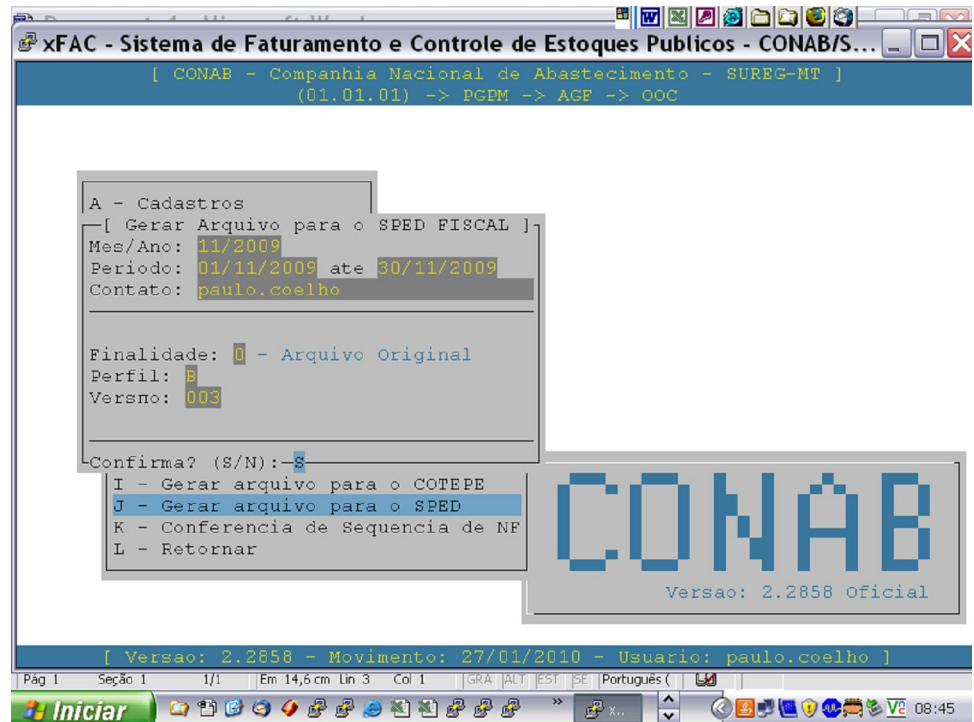 xFAC - Sistema de Faturamento e Controle de Estoques Publicos - CONAB/S...
[ CONAB - Companhia Nacional de Abastecimento - SUREG-MT ]
(01.01.01) -> PGPM -> AGF -> OOC
A - Cadastros
[ Gerar Arquivo para o SPED FISCAL ]
Mes/Ano: 11/2009
Periodo: 01/11/2009 ate 30/11/2009
Contato: paulo.coelho
Finalidade: 0 - Arquivo Original
Perfil: B
Versпo: 003
Confirma? (S/N): S
I - Gerar arquivo para o COTEPE
J - Gerar arquivo para o SPED
K - Conferencia de Sequencia de NF
L - Retornar
CONAB
Versao: 2.2858 Oficial
[ Versao: 2.2858 - Movimento: 27/01/2010 - Usuario: paulo.coelho ]
Pág 1 Seção 1 1/1 Em 14,6 cm Lin 3 Col 1 GRA ALT EST SE Português (
Iniciar » x... 08:45